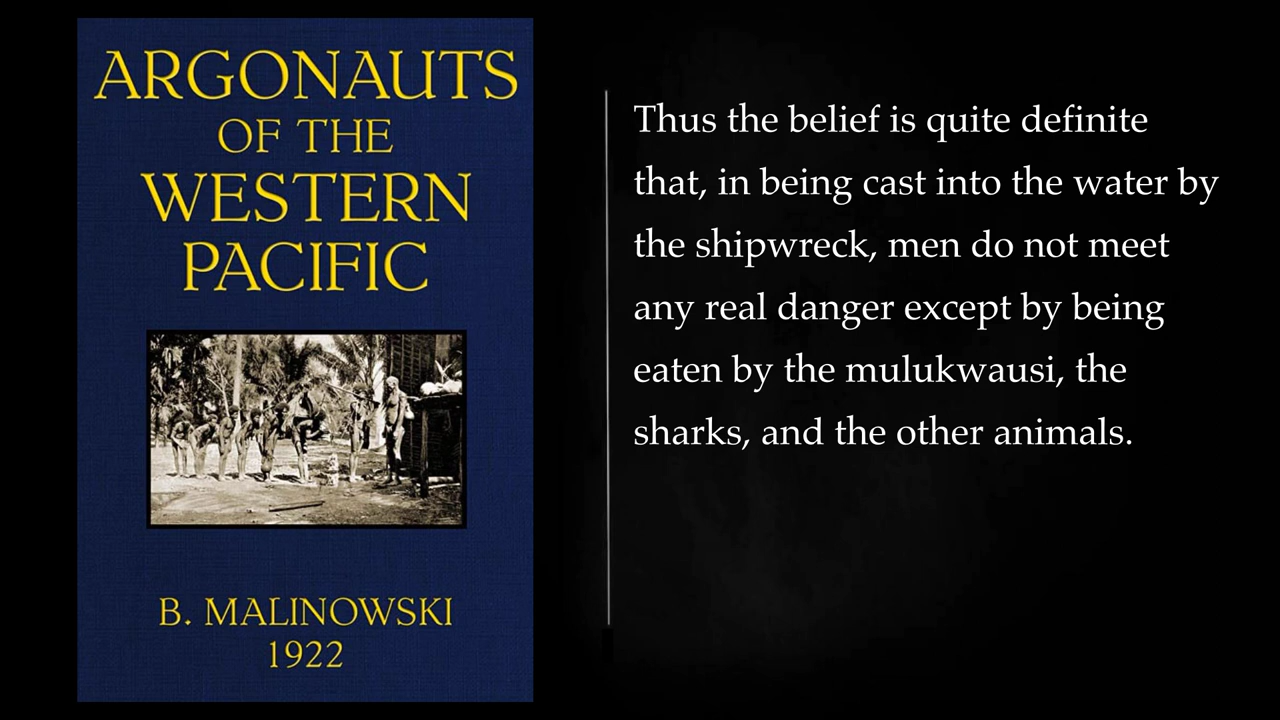 ARGONAUTS
OF THE
WESTERN
PACIFIC
B. MALINOWSKI
1922
Thus the belief is quite definite
that, in being cast into the water by
the shipwreck, men do not meet
any real danger except by being
eaten by the mulukwausi, the
sharks, and the other animals.